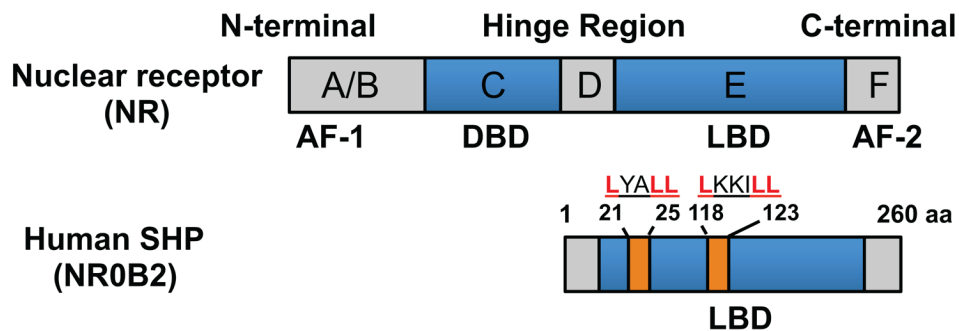 N-terminal Hinge Region C-terminal
Nuclear receptor
(NR)
A/B C D E F
AF-1 DBD LBD AF-2
LYALL LKKILL
1 21 25 118 123 260 aa
Human SHP
(NR0B2)
LBD